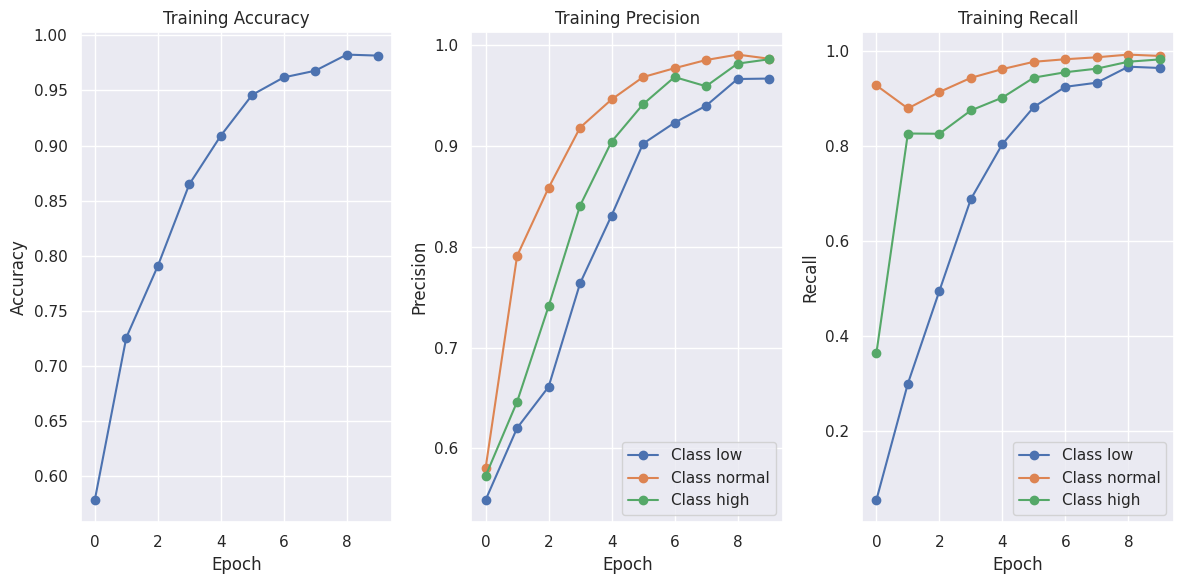 Training Accuracy
Accuracy
1.00
0.95
0.90
0.85
0.80
0.75
0.70
0.65
0.60
0 2 4 6 8
Epoch
Training Precision
Precision
1.0
0.9
0.8
0.7
0.6
Class low
Class normal
Class high
0 2 4 6 8
Epoch
Training Recall
Recall
1.0
0.8
0.6
0.4
0.2
Class low
Class normal
Class high
0 2 4 6 8
Epoch